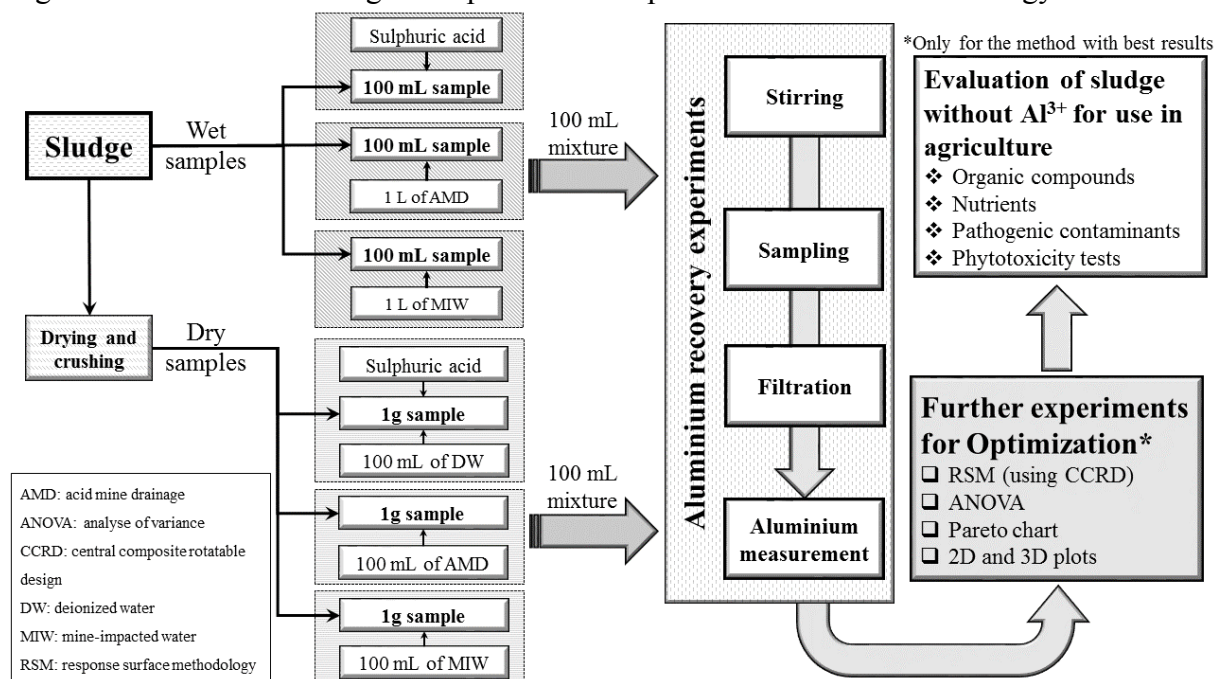 *Only for the method with best results
Sludge
Wet
samples
Drying and
crushing
Dry
samples
Sulphuric acid
100 mL sample
100 mL sample
1 L of AMD
100 mL sample
1 L of MIW
Sulphuric acid
1g sample
100 mL of DW
1g sample
100 mL of AMD
1g sample
100 mL of MIW
100 mL
mixture
100 mL
mixture
Aluminium recovery experiments
Stirring
Sampling
Filtration
Aluminium
measurement
Evaluation of sludge
without Al³⁺ for use in
agriculture
❖ Organic compounds
❖ Nutrients
❖ Pathogenic contaminants
❖ Phytotoxicity tests
Further experiments
for Optimization*
❑ RSM (using CCRD)
❑ ANOVA
❑ Pareto chart
❑ 2D and 3D plots
AMD: acid mine drainage
ANOVA: analyse of variance
CCRD: central composite rotatable
design
DW: deionized water
MIW: mine-impacted water
RSM: response surface methodology